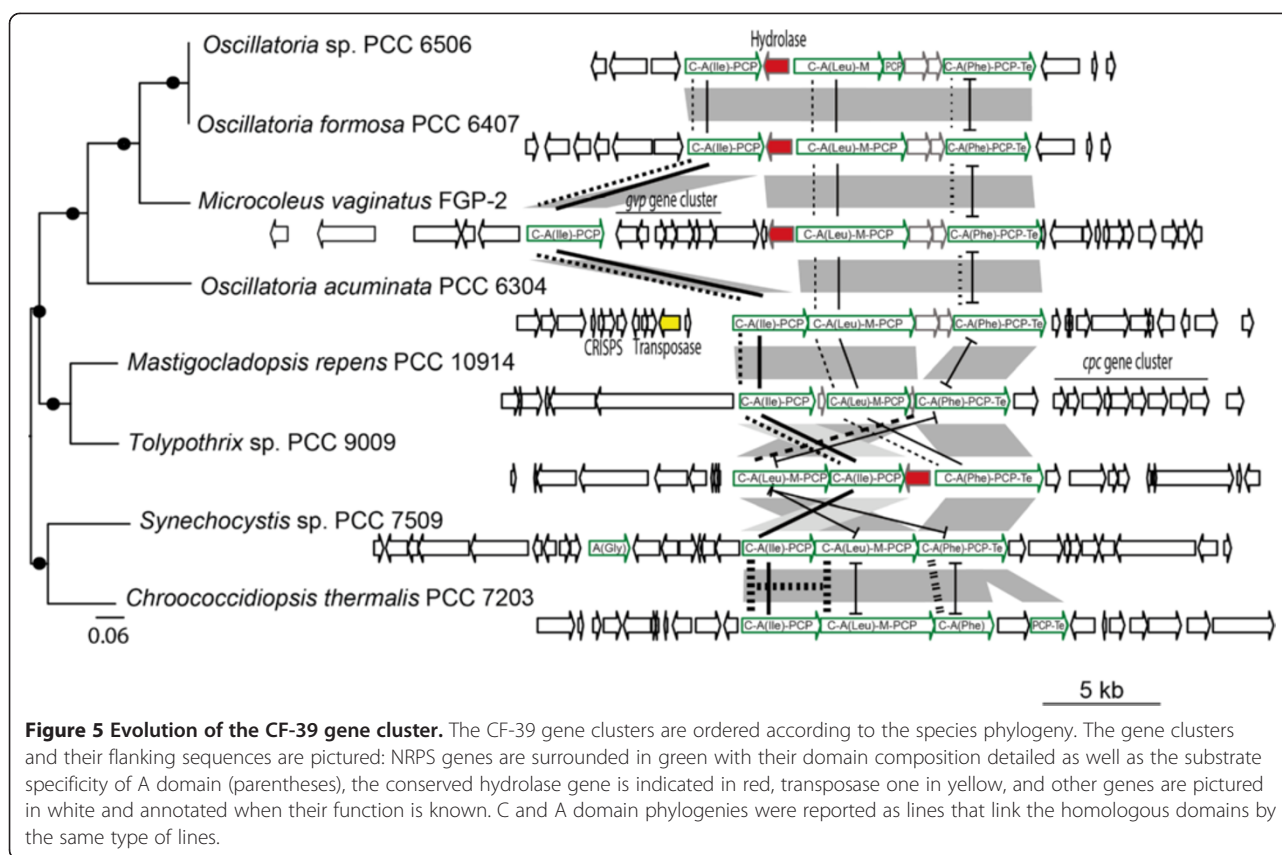 Oscillatoria sp. PCC 6506
Hydrolase
C-A(Ile)-PCP C-A(Leu)-M PCP C-A(Phe)-PCP-Te
Oscillatoria formosa PCC 6407
C-A(Ile)-PCP C-A(Leu)-M-PCP C-A(Phe)-PCP-Te
Microcoleus vaginatus FGP-2
gvp gene cluster
C-A(Ile)-PCP C-A(Leu)-M-PCP C-A(Phe)-PCP-Te
Oscillatoria acuminata PCC 6304
C-A(Ile)-PCP C-A(Leu)-M-PCP C-A(Phe)-PCP-Te
CRISPS Transposase
Mastigocladopsis repens PCC 10914
cpc gene cluster
C-A(Ile)-PCP C-A(Leu)-M-PCP C-A(Phe)-PCP-Te
Tolypothrix sp. PCC 9009
C-A(Leu)-M-PCP C-A(Ile)-PCP C-A(Phe)-PCP-Te
Synechocystis sp. PCC 7509
A(Gly) C-A(Ile)-PCP C-A(Leu)-M-PCP C-A(Phe)-PCP-Te
Chroococcidiopsis thermalis PCC 7203
0.06
C-A(Ile)-PCP C-A(Leu)-M-PCP C-A(Phe) PCP-Te
5 kb
Figure 5 Evolution of the CF-39 gene cluster. The CF-39 gene clusters are ordered according to the species phylogeny. The gene clusters
and their flanking sequences are pictured: NRPS genes are surrounded in green with their domain composition detailed as well as the substrate
specificity of A domain (parentheses), the conserved hydrolase gene is indicated in red, transposase one in yellow, and other genes are pictured
in white and annotated when their function is known. C and A domain phylogenies were reported as lines that link the homologous domains by
the same type of lines.